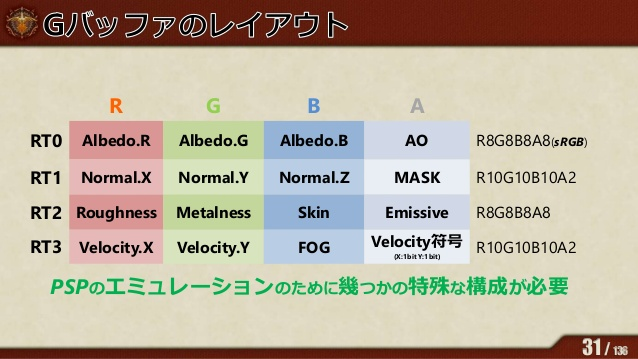 Gバッファのレイアウト
R G B A
RT0 Albedo.R Albedo.G Albedo.B AO R8G8B8A8(sRGB)
RT1 Normal.X Normal.Y Normal.Z MASK R10G10B10A2
RT2 Roughness Metalness Skin Emissive R8G8B8A8
RT3 Velocity.X Velocity.Y FOG Velocity符号 R10G10B10A2
(X:1bit Y:1bit)
PSPのエミュレーションのために幾つかの特殊な構成が必要
31 / 136